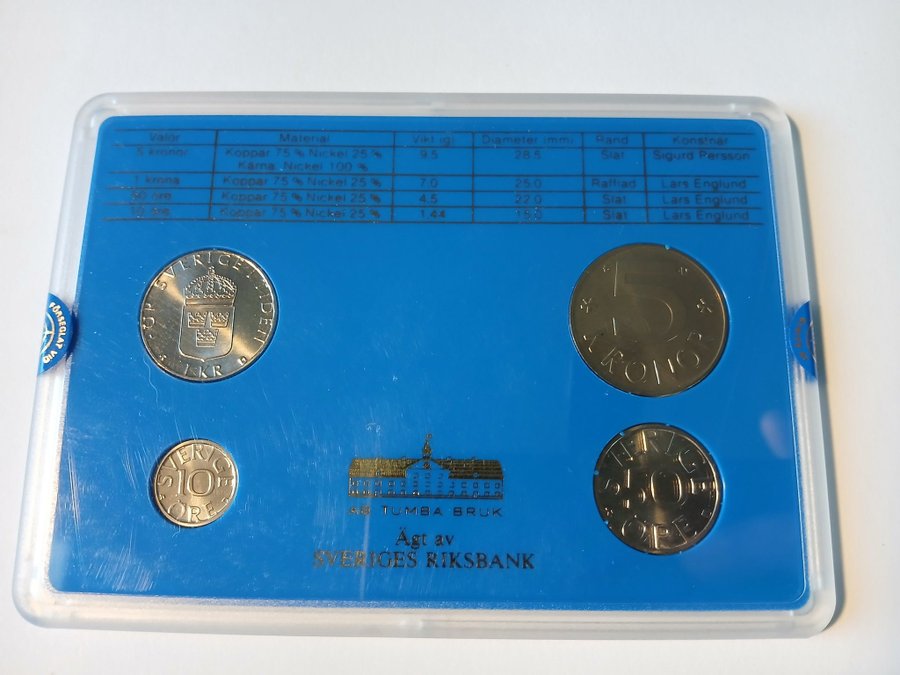 Valör Material Vikt (g) Diameter (mm) Rand Konstnär
5 kronor Koppar 75 % Nickel 25 % 9.5 28.5 Slät Sigurd Persson
Kärna: Nickel 100 %
1 krona Koppar 75 % Nickel 25 % 7.0 25.0 Räfflad Lars Englund
50 öre Koppar 75 % Nickel 25 % 4.5 22.0 Slät Lars Englund
10 öre Koppar 75 % Nickel 25 % 1.44 15.0 Slät Lars Englund
SVERIGE I TIDEN
1 KR
5
KRONOR
FÖRSEGLAT VID
SVERIGE
10
ÖRE
SVERIGE
50
ÖRE
AB TUMBA BRUK
Ägt av
SVERIGES RIKSBANK